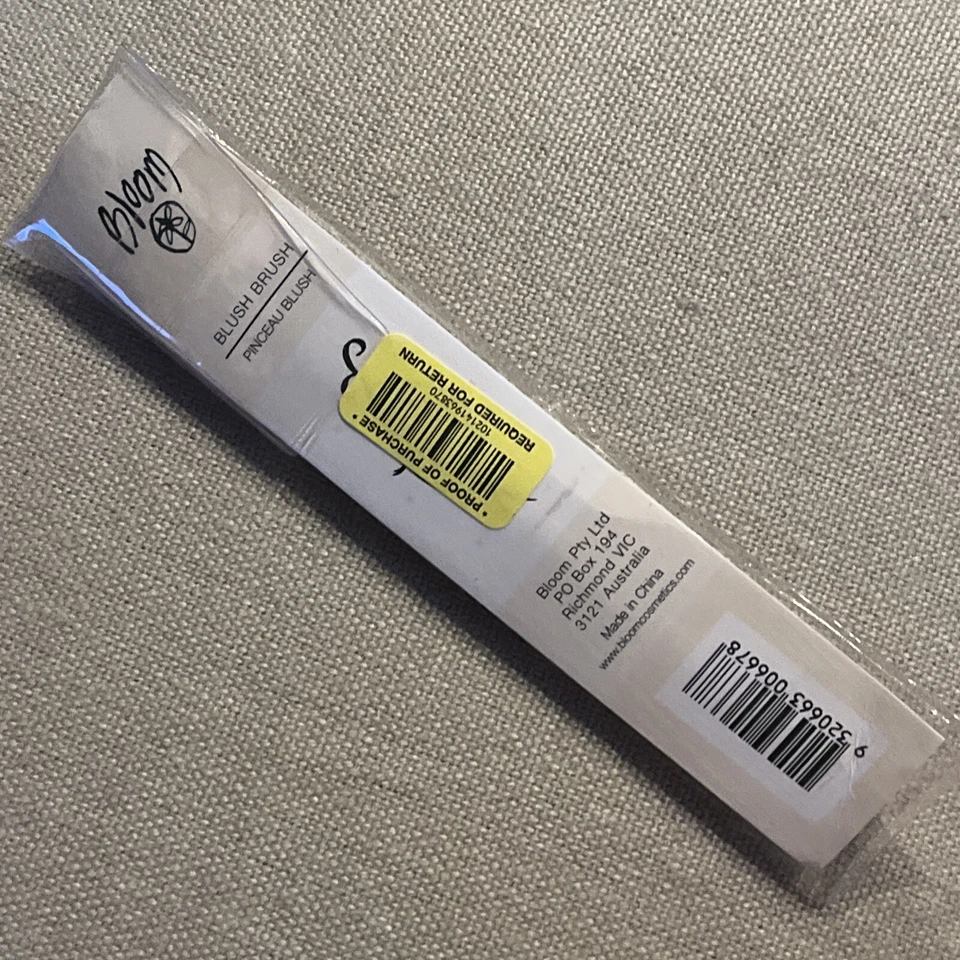 Bloom
BLUSH BRUSH
PINCEAU BLUSH
* PROOF OF PURCHASE *
102141963870
REQUIRED FOR RETURN
Bloom Pty Ltd
PO Box 194
Richmond VIC
3121 Australia
Made in China
www.bloomcosmetics.com
9 320663 006678